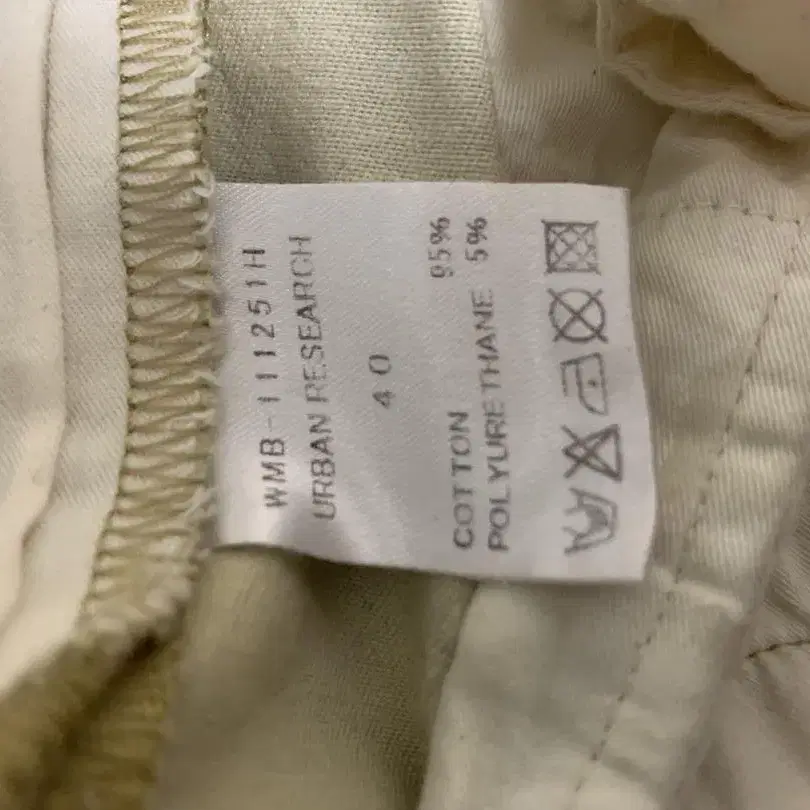 WMB-111251H
URBAN RESEARCH
40
COTTON 95%
POLYURETHANE 5%